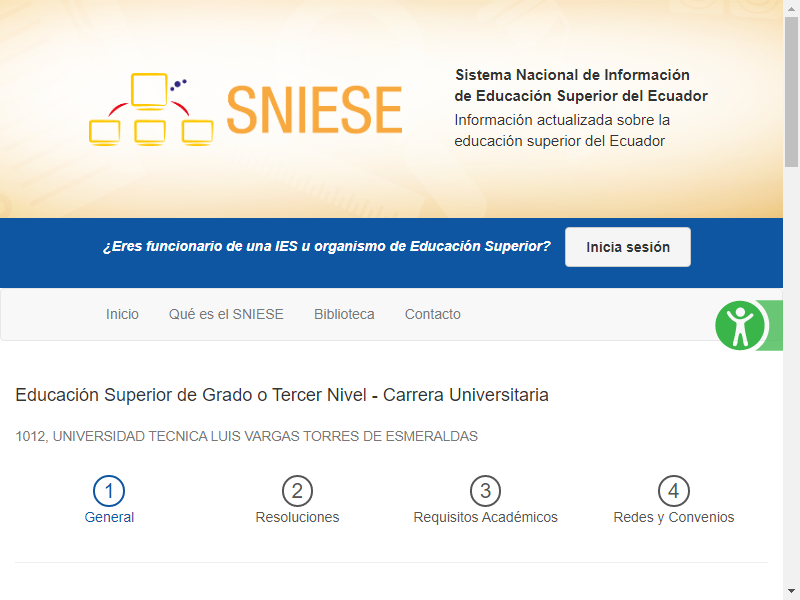 SNIESE
Sistema Nacional de Información
de Educación Superior del Ecuador
Información actualizada sobre la
educación superior del Ecuador
¿Eres funcionario de una IES u organismo de Educación Superior?
Inicia sesión
Inicio
Qué es el SNIESE
Biblioteca
Contacto
Educación Superior de Grado o Tercer Nivel - Carrera Universitaria
1012, UNIVERSIDAD TECNICA LUIS VARGAS TORRES DE ESMERALDAS
1
General
2
Resoluciones
3
Requisitos Académicos
4
Redes y Convenios